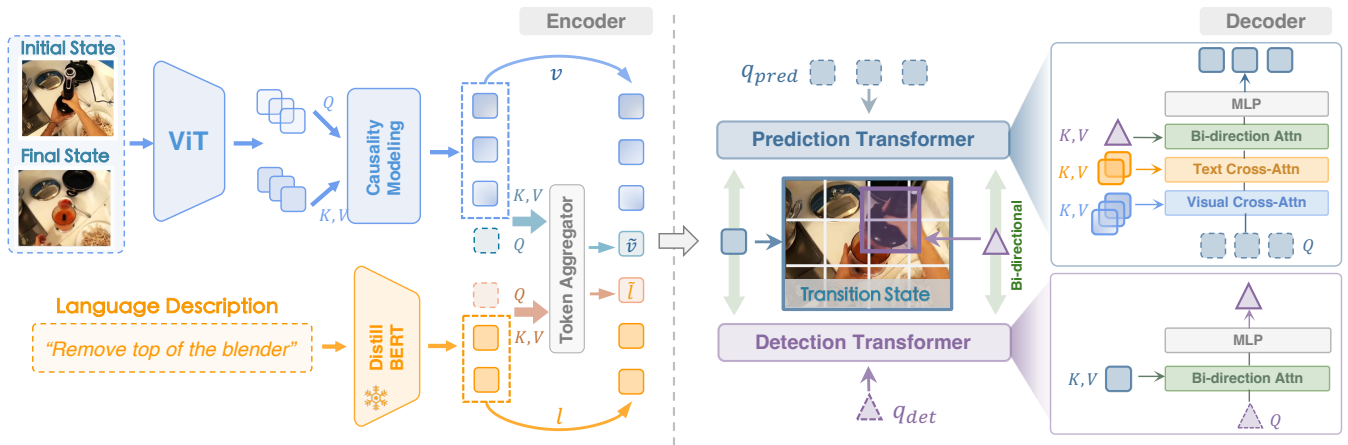 Encoder
Decoder
Initial State
Final State
ViT
Q
K,V
Causality
Modeling
v
K,V
Q
Token Aggregator
Q
K,V
ṽ
l̃
Language Description
“Remove top of the blender”
Distill
BERT
l
q_pred
Prediction Transformer
Transition State
Bi-directional
Detection Transformer
q_det
MLP
K,V
Bi-direction Attn
K,V
Text Cross-Attn
K,V
Visual Cross-Attn
Q
MLP
K,V
Bi-direction Attn
Q